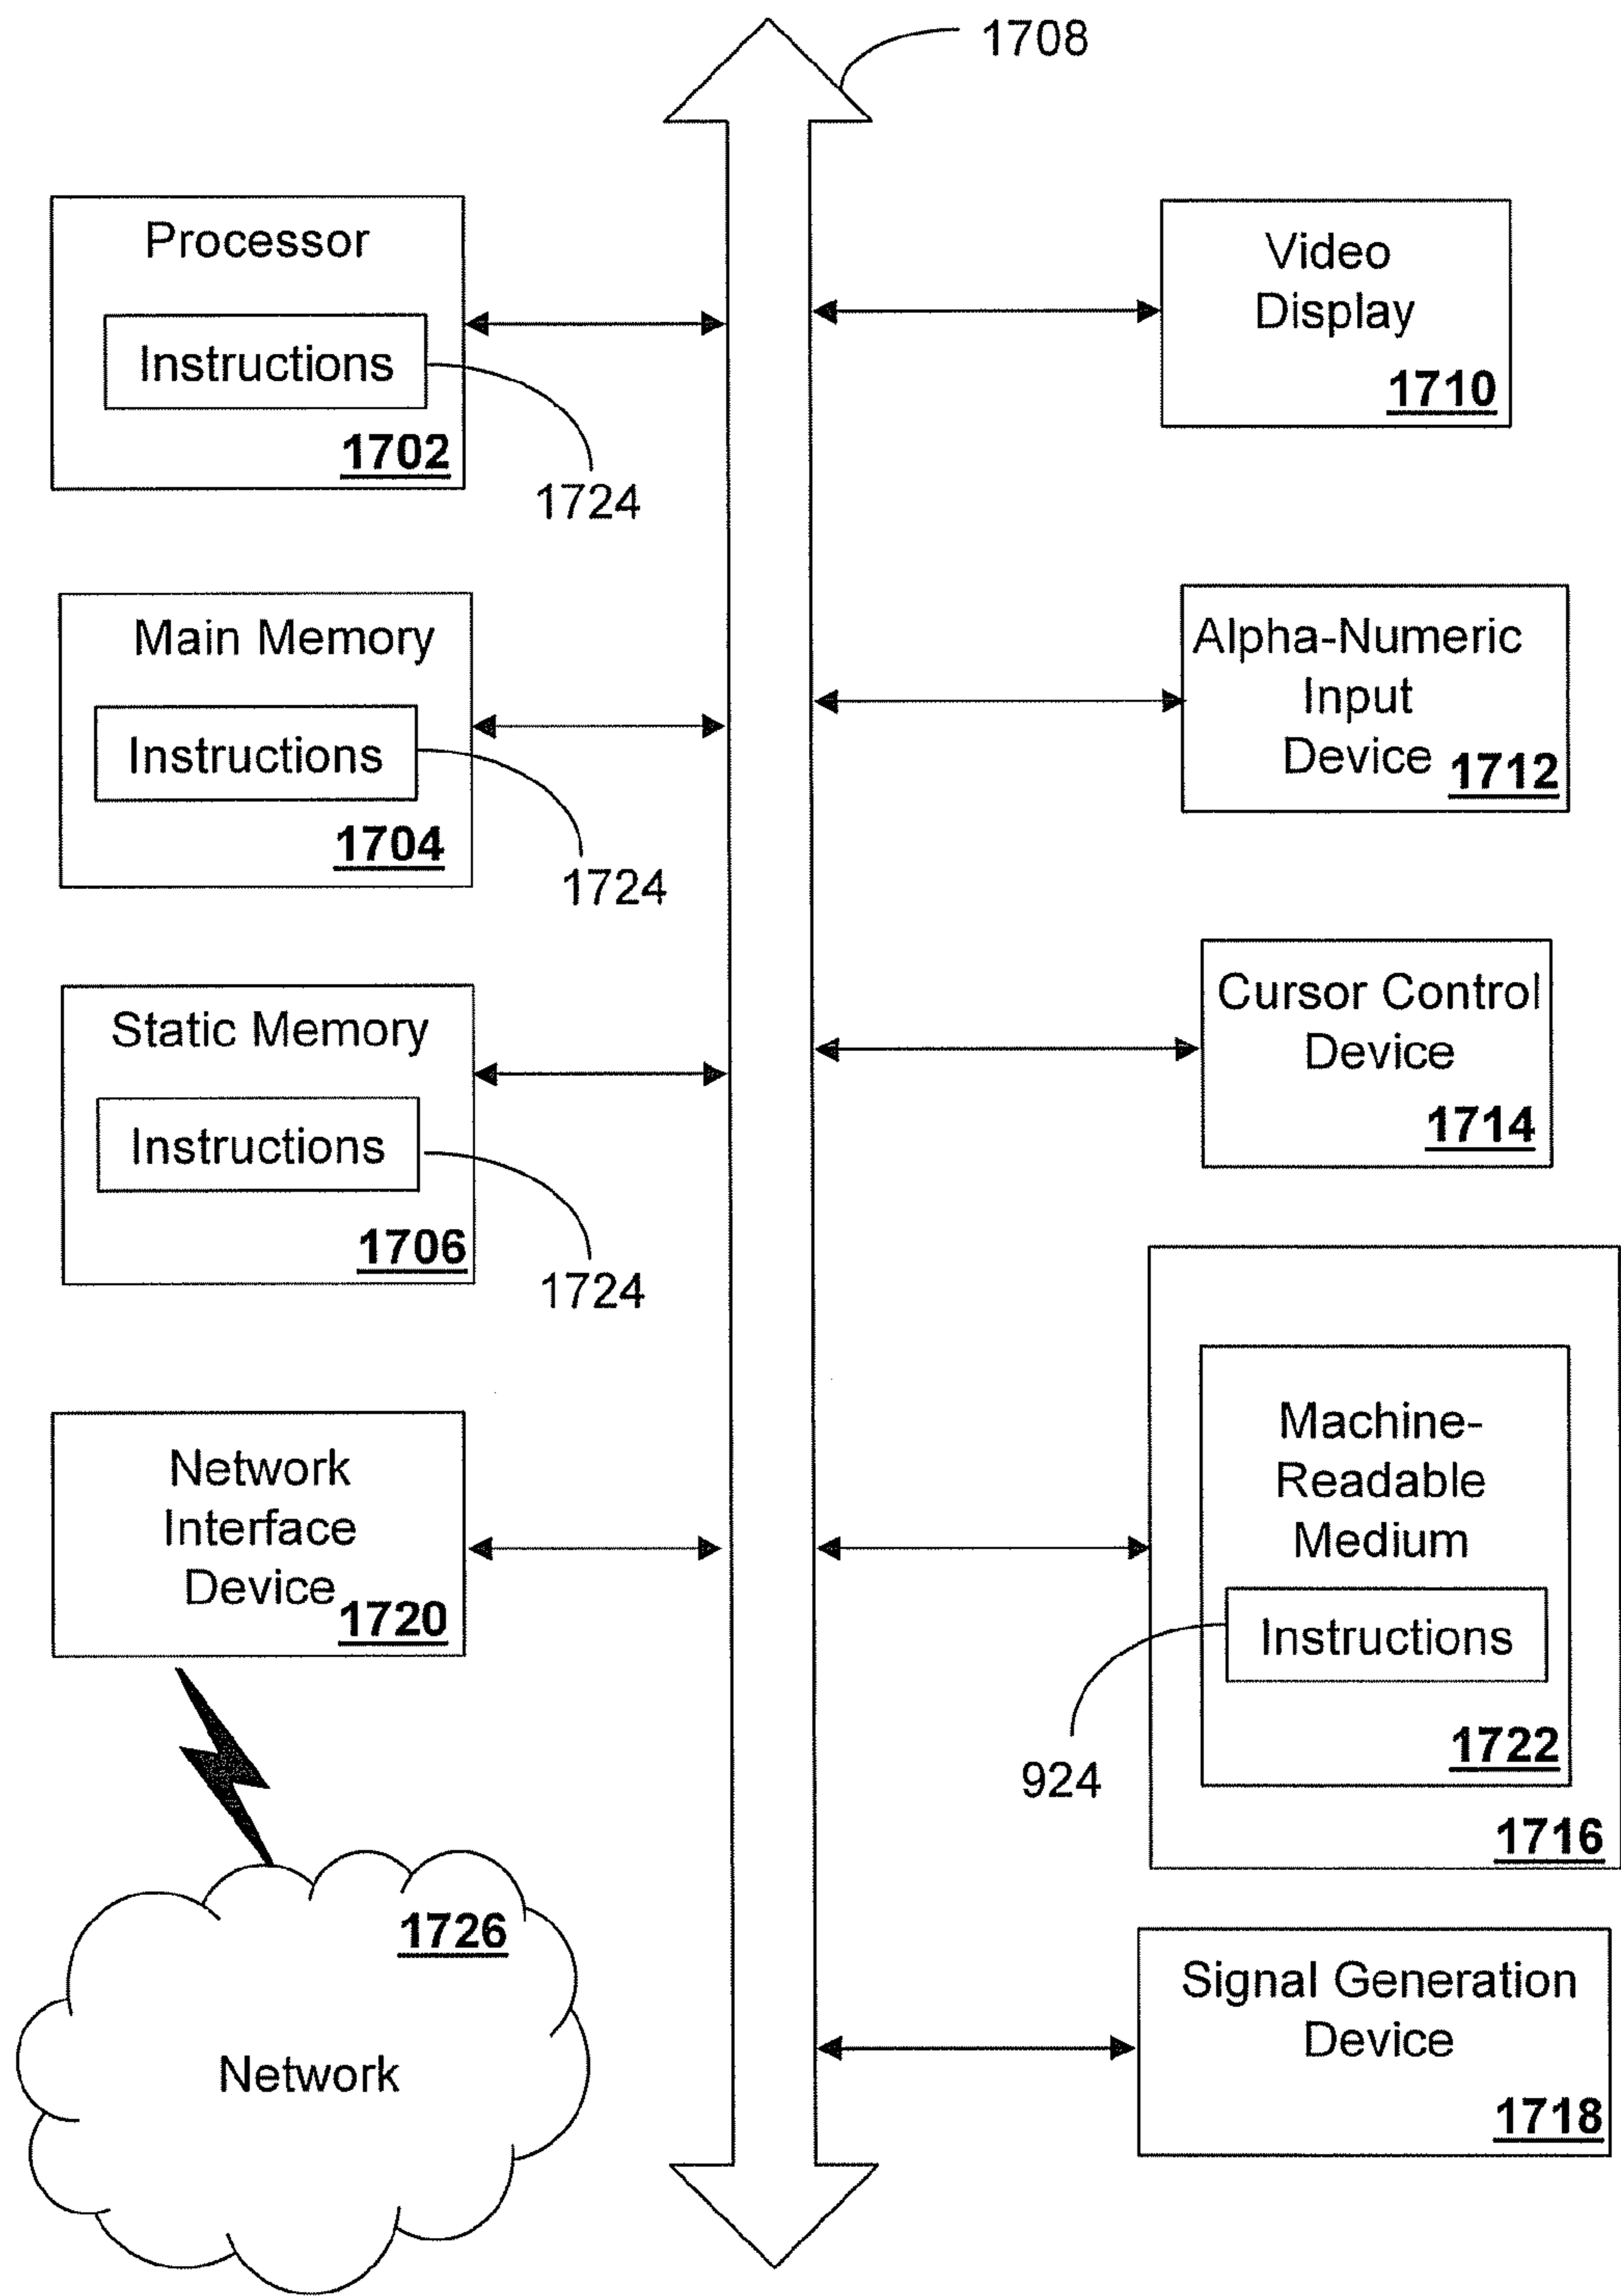 1708
Processor
Instructions
1702
1724
Main Memory
Instructions
1704
1724
Static Memory
Instructions
1706
1724
Network
Interface
Device
1720
1726
Network
Video
Display
1710
Alpha-Numeric
Input
Device
1712
Cursor Control
Device
1714
Machine-
Readable
Medium
Instructions
924
1722
1716
Signal Generation
Device
1718